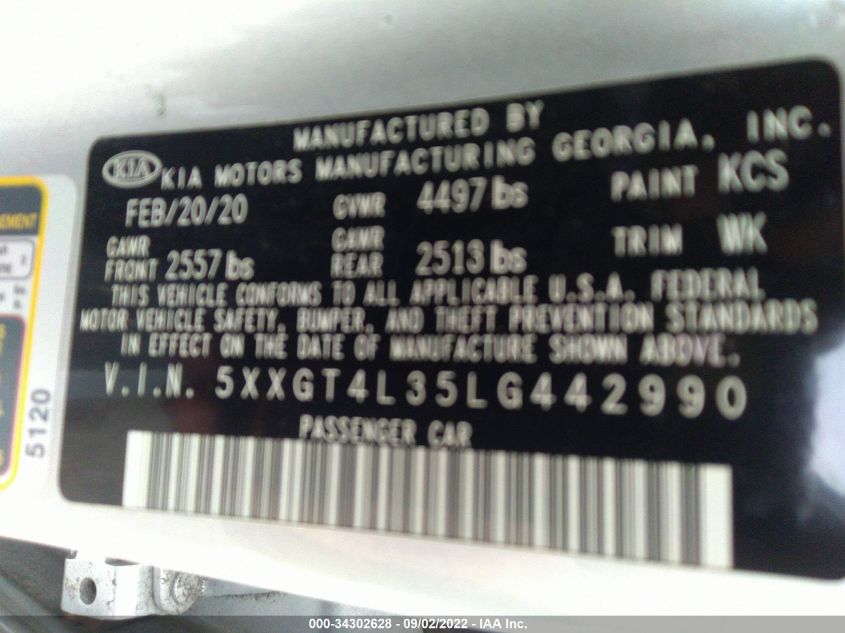 MANUFACTURED BY
KIA KIA MOTORS MANUFACTURING GEORGIA, INC.
FEB/20/20 GVWR 4497 lbs PAINT KCS
GAWR FRONT 2557 lbs GAWR REAR 2513 lbs TRIM WK
THIS VEHICLE CONFORMS TO ALL APPLICABLE U.S.A. FEDERAL
MOTOR VEHICLE SAFETY, BUMPER, AND THEFT PREVENTION STANDARDS
IN EFFECT ON THE DATE OF MANUFACTURE SHOWN ABOVE.
V.I.N. 5XXGT4L35LG442990
PASSENGER CAR
5120
000-34302628 - 09/02/2022 - IAA Inc.